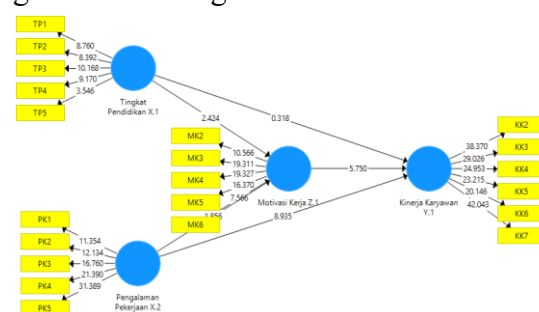 TP1
TP2
TP3
TP4
TP5
8.760
8.392
10.168
9.170
3.546
Tingkat
Pendidikan X.1
2.424
0.318
MK2
MK3
MK4
MK5
MK6
10.566
19.311
19.327
16.370
7.566
Motivasi Kerja Z.1
5.750
KK2
KK3
KK4
KK5
KK6
KK7
38.370
29.026
24.953
23.215
20.146
42.043
Kinerja Karyawan
Y.1
1.856
8.935
PK1
PK2
PK3
PK4
PK5
11.354
12.134
16.760
21.390
31.389
Pengalaman
Pekerjaan X.2